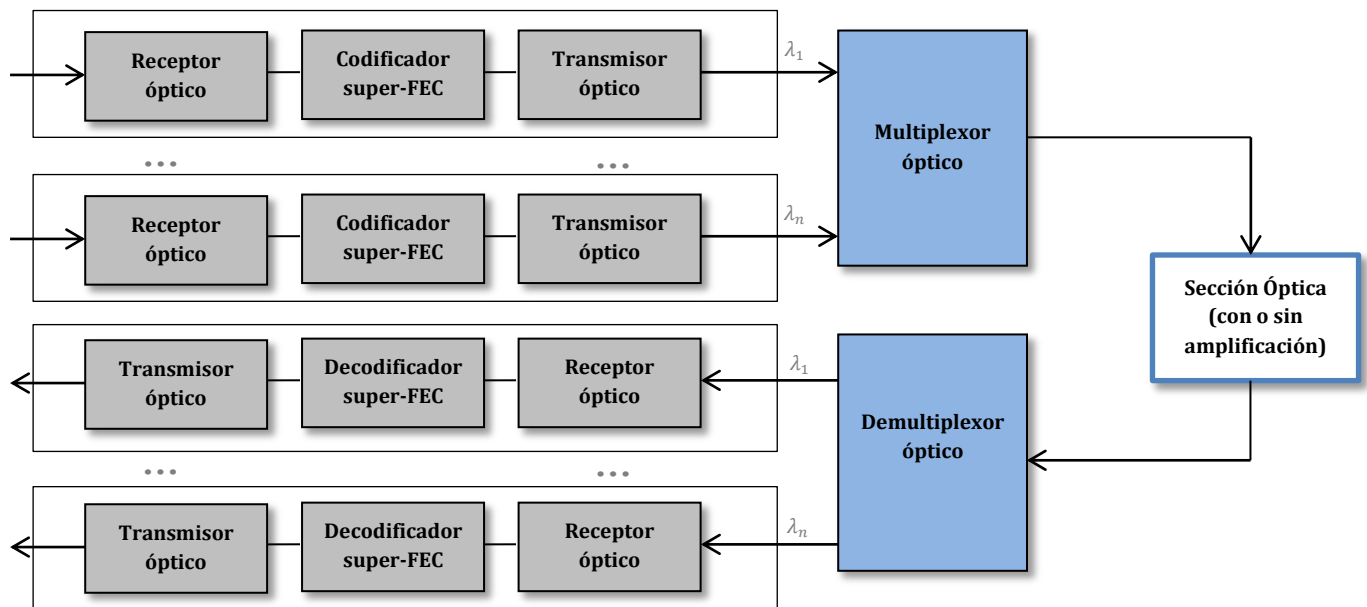 Receptor
óptico
Codificador
super-FEC
Transmisor
óptico
λ₁
Multiplexor
óptico
...
...
Receptor
óptico
Codificador
super-FEC
Transmisor
óptico
λₙ
Sección Óptica
(con o sin
amplificación)
Transmisor
óptico
Decodificador
super-FEC
Receptor
óptico
λ₁
Demultiplexor
óptico
...
...
Transmisor
óptico
Decodificador
super-FEC
Receptor
óptico
λₙ